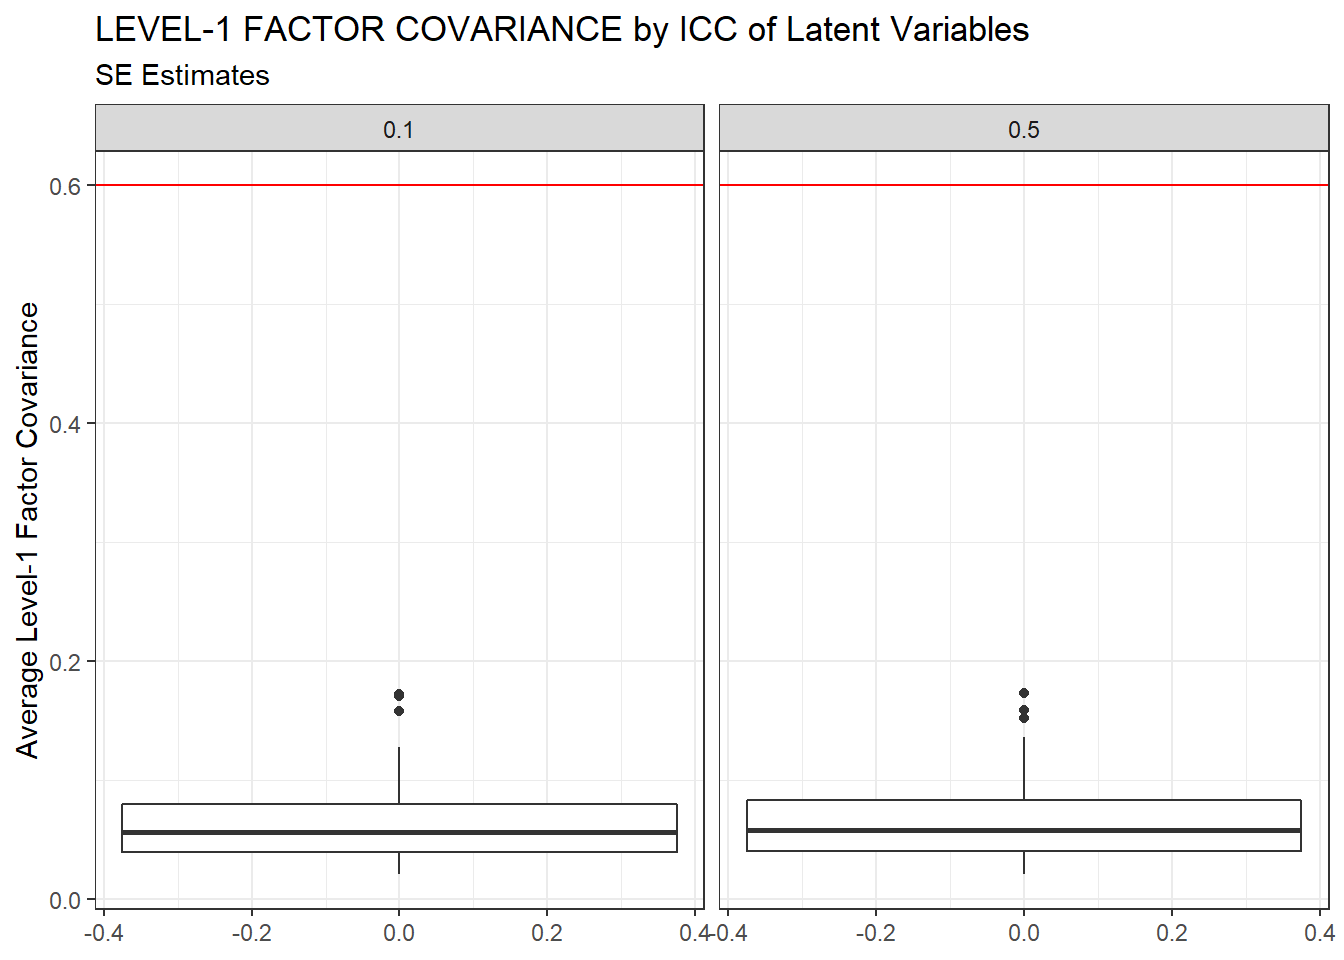 LEVEL-1 FACTOR COVARIANCE by ICC of Latent Variables
SE Estimates
0.1
0.5
Average Level-1 Factor Covariance
0.6
0.4
0.2
0.0
-0.4 -0.2 0.0 0.2 0.4
-0.4 -0.2 0.0 0.2 0.4